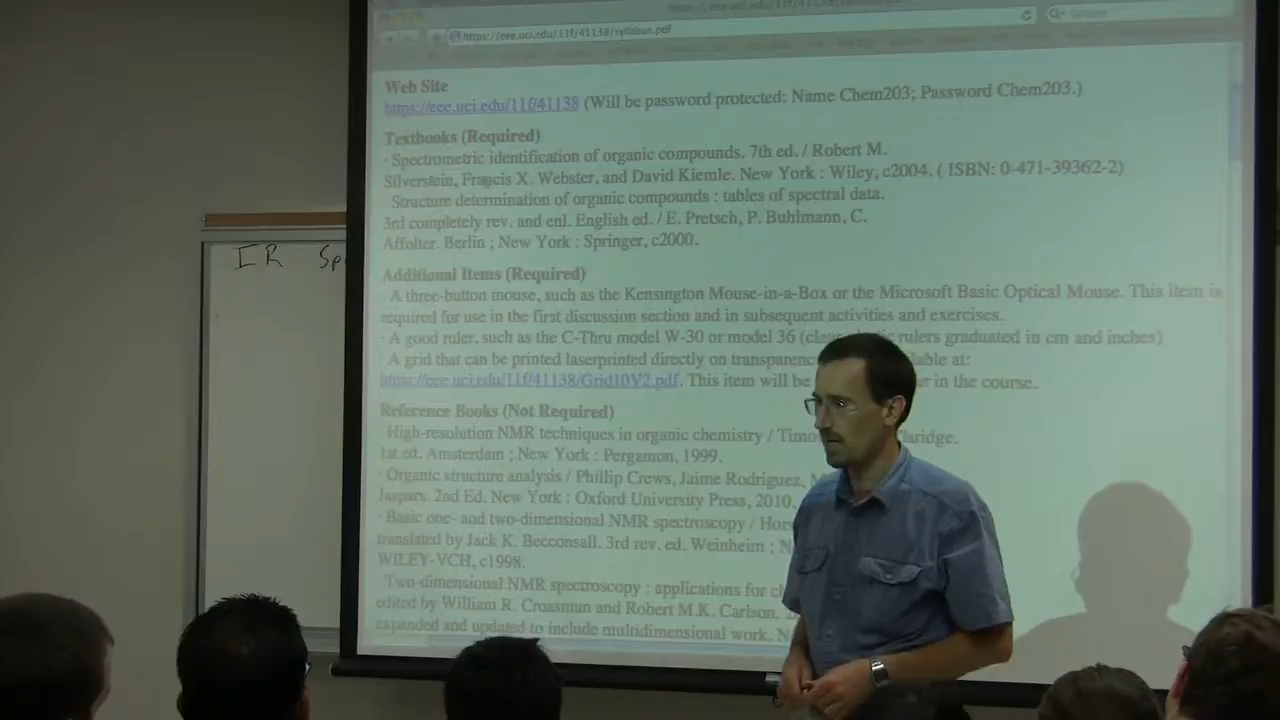 https://eee.uci.edu/11f/41138/syllabus.pdf
Web Site
https://eee.uci.edu/11f/41138 (Will be password protected: Name Chem203; Password Chem203.)
Textbooks (Required)
· Spectrometric identification of organic compounds. 7th ed. / Robert M.
Silverstein, Francis X. Webster, and David Kiemle. New York : Wiley, c2004. ( ISBN: 0-471-39362-2)
Structure determination of organic compounds : tables of spectral data.
3rd completely rev. and enl. English ed. / E. Pretsch, P. Buhlmann, C.
Affolter. Berlin ; New York : Springer, c2000.
IR Sp
Additional Items (Required)
· A three-button mouse, such as the Kensington Mouse-in-a-Box or the Microsoft Basic Optical Mouse. This item is
required for use in the first discussion section and in subsequent activities and exercises.
· A good ruler, such as the C-Thru model W-30 or model 36 ( rulers graduated in cm and inches)
· A grid that can be printed laserprinted directly on at:
https://eee.uci.edu/11f/41138/Grid10V2.pdf. This item will be in the course.
Reference Books (Not Required)
· High-resolution NMR techniques in organic chemistry /
1st ed. Amsterdam ; New York : Pergamon, 1999.
· Organic structure analysis / Phillip Crews, Jaime Rodriguez,
Jaspars. 2nd Ed. New York : Oxford University Press, 2010.
· Basic one- and two-dimensional NMR spectroscopy /
translated by Jack K. Becconsall. 3rd rev. ed. Weinheim ;
WILEY-VCH, c1998.
Two-dimensional NMR spectroscopy : applications for
edited by William R. Croasmun and Robert M.K. Carlson.
expanded and updated to include multidimensional work.